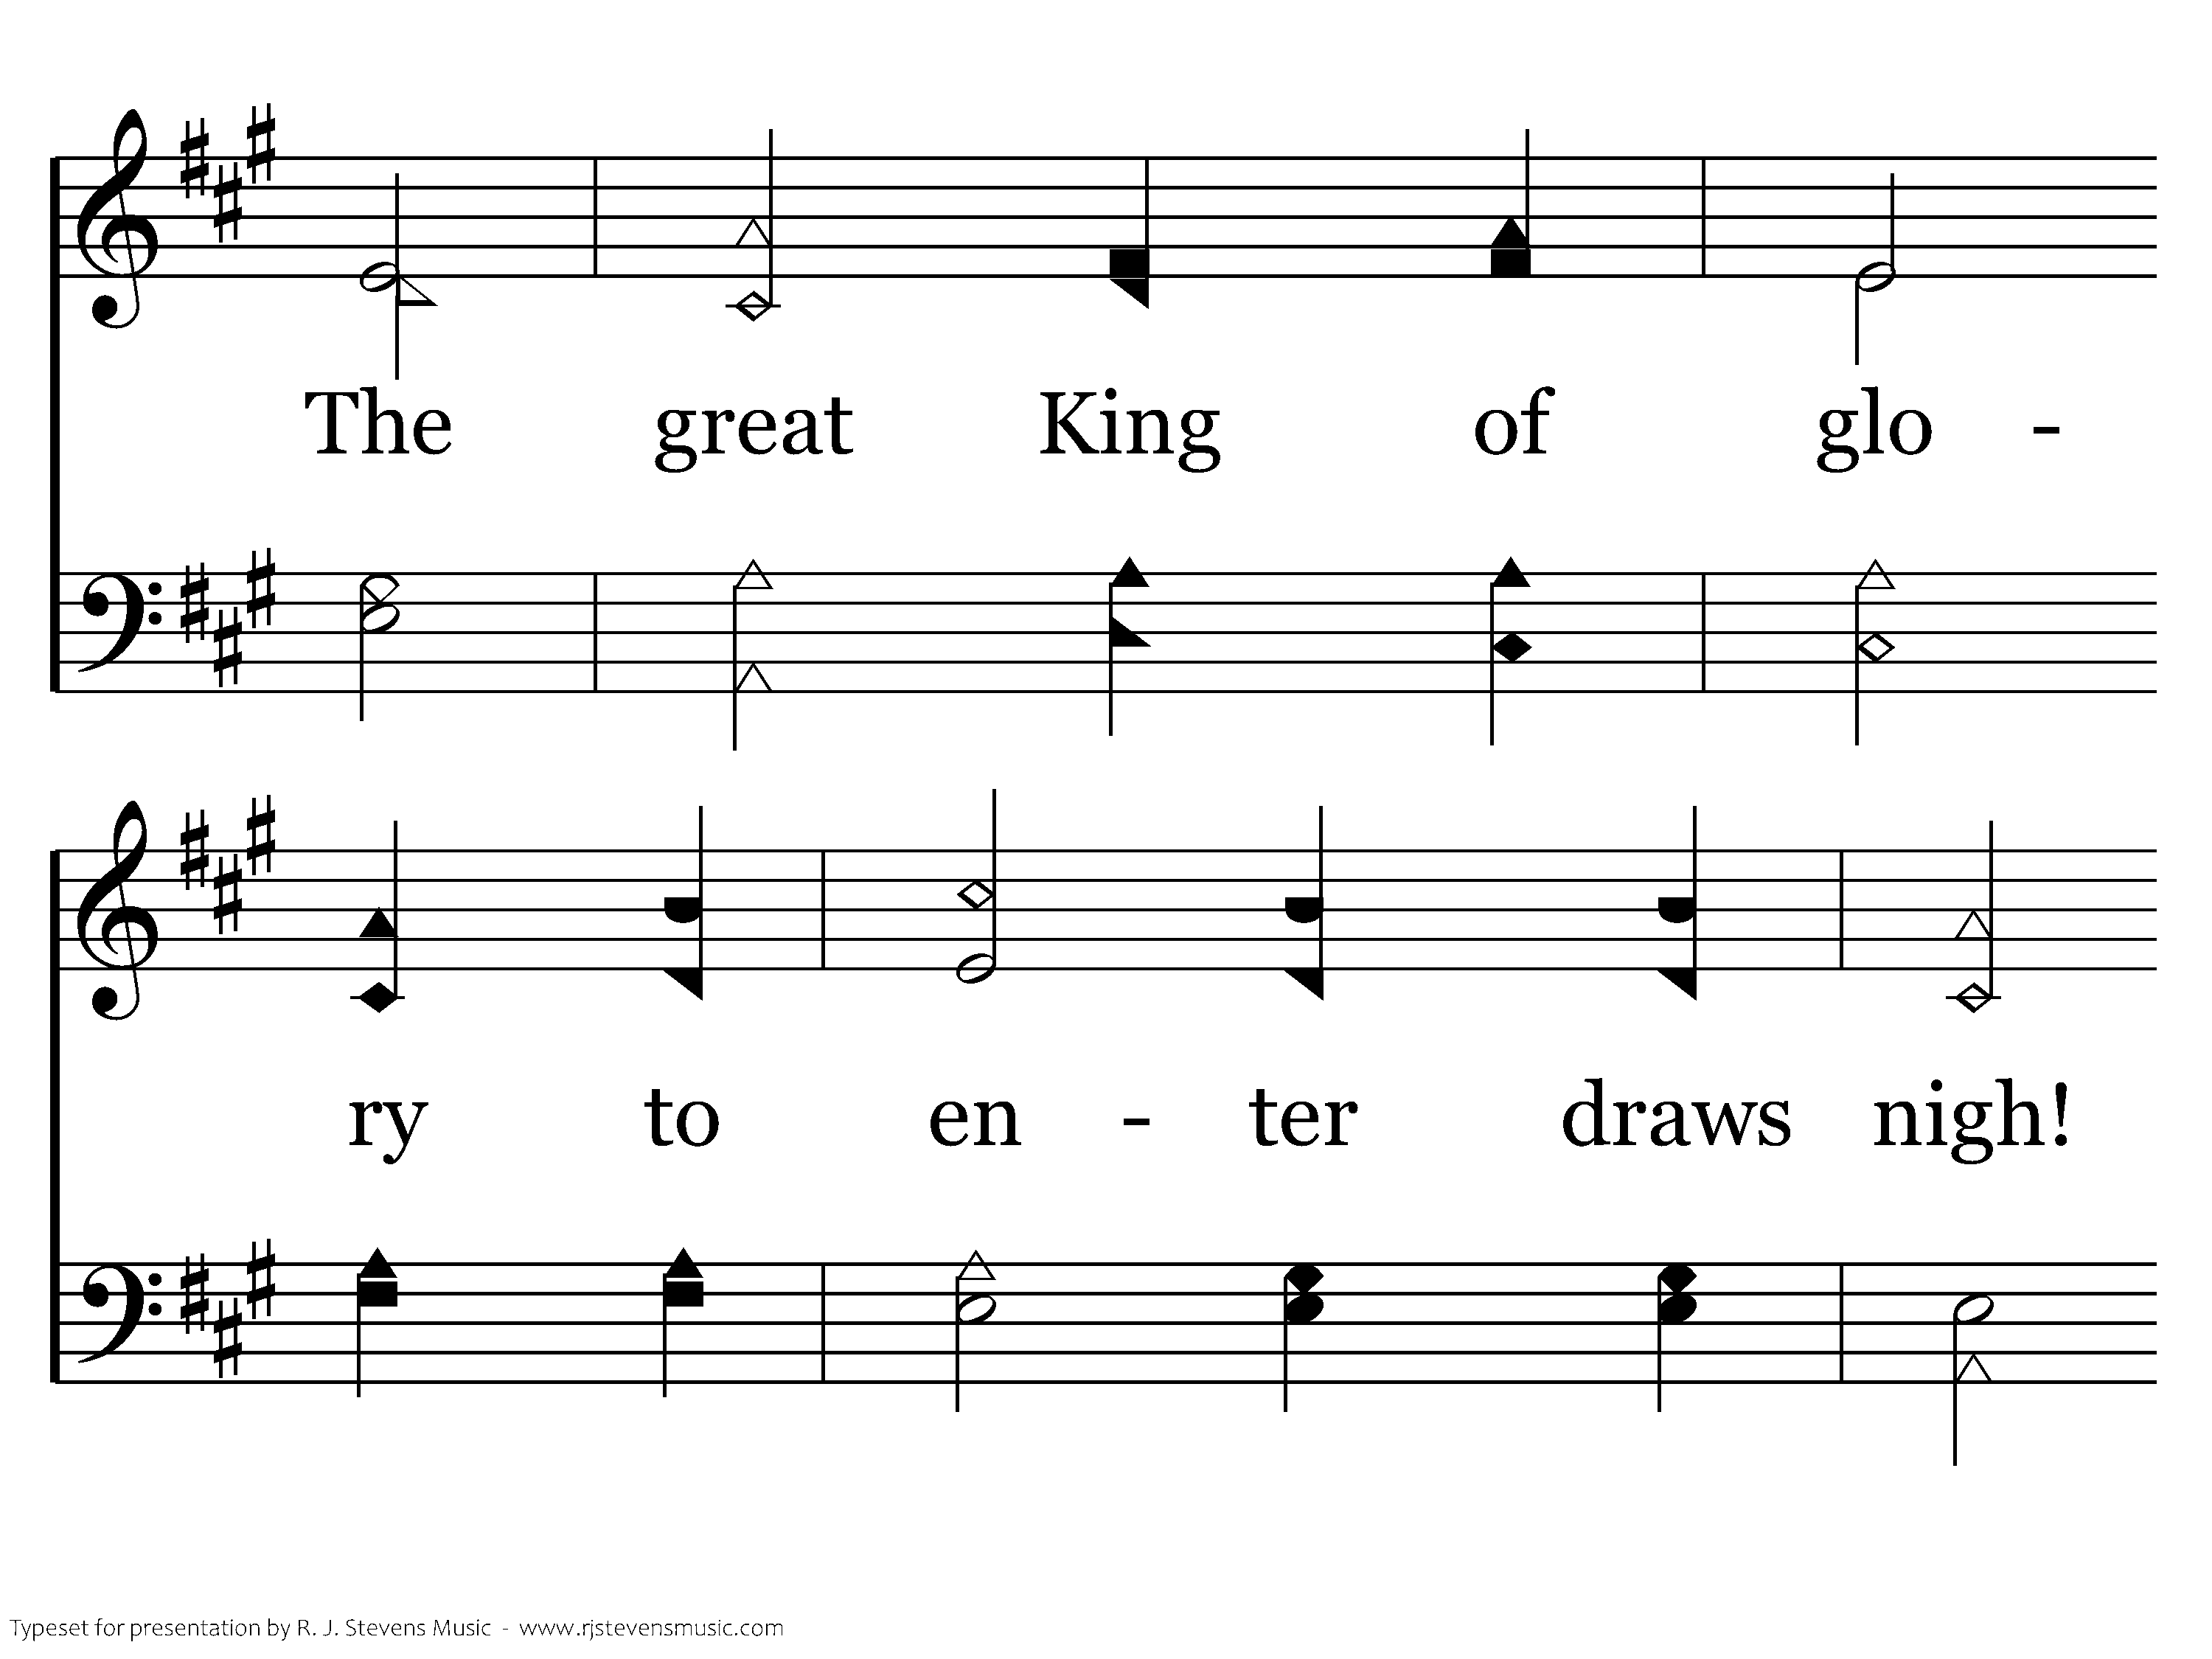 The great King of glo -
ry to en - ter draws nigh!
Typeset for presentation by R. J. Stevens Music - www.rjstevensmusic.com